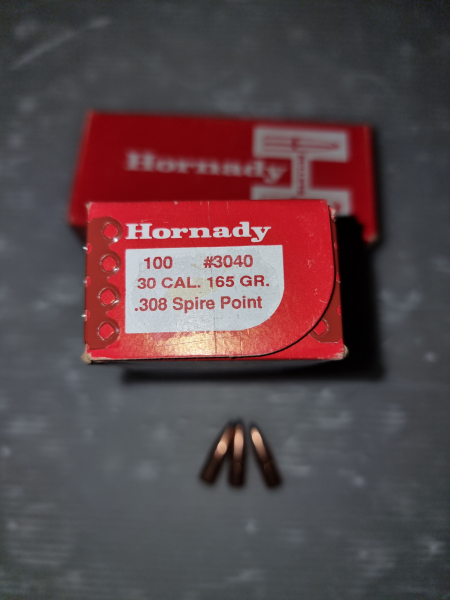 Hornady
Hornady
100 #3040
30 CAL. 165 GR.
.308 Spire Point